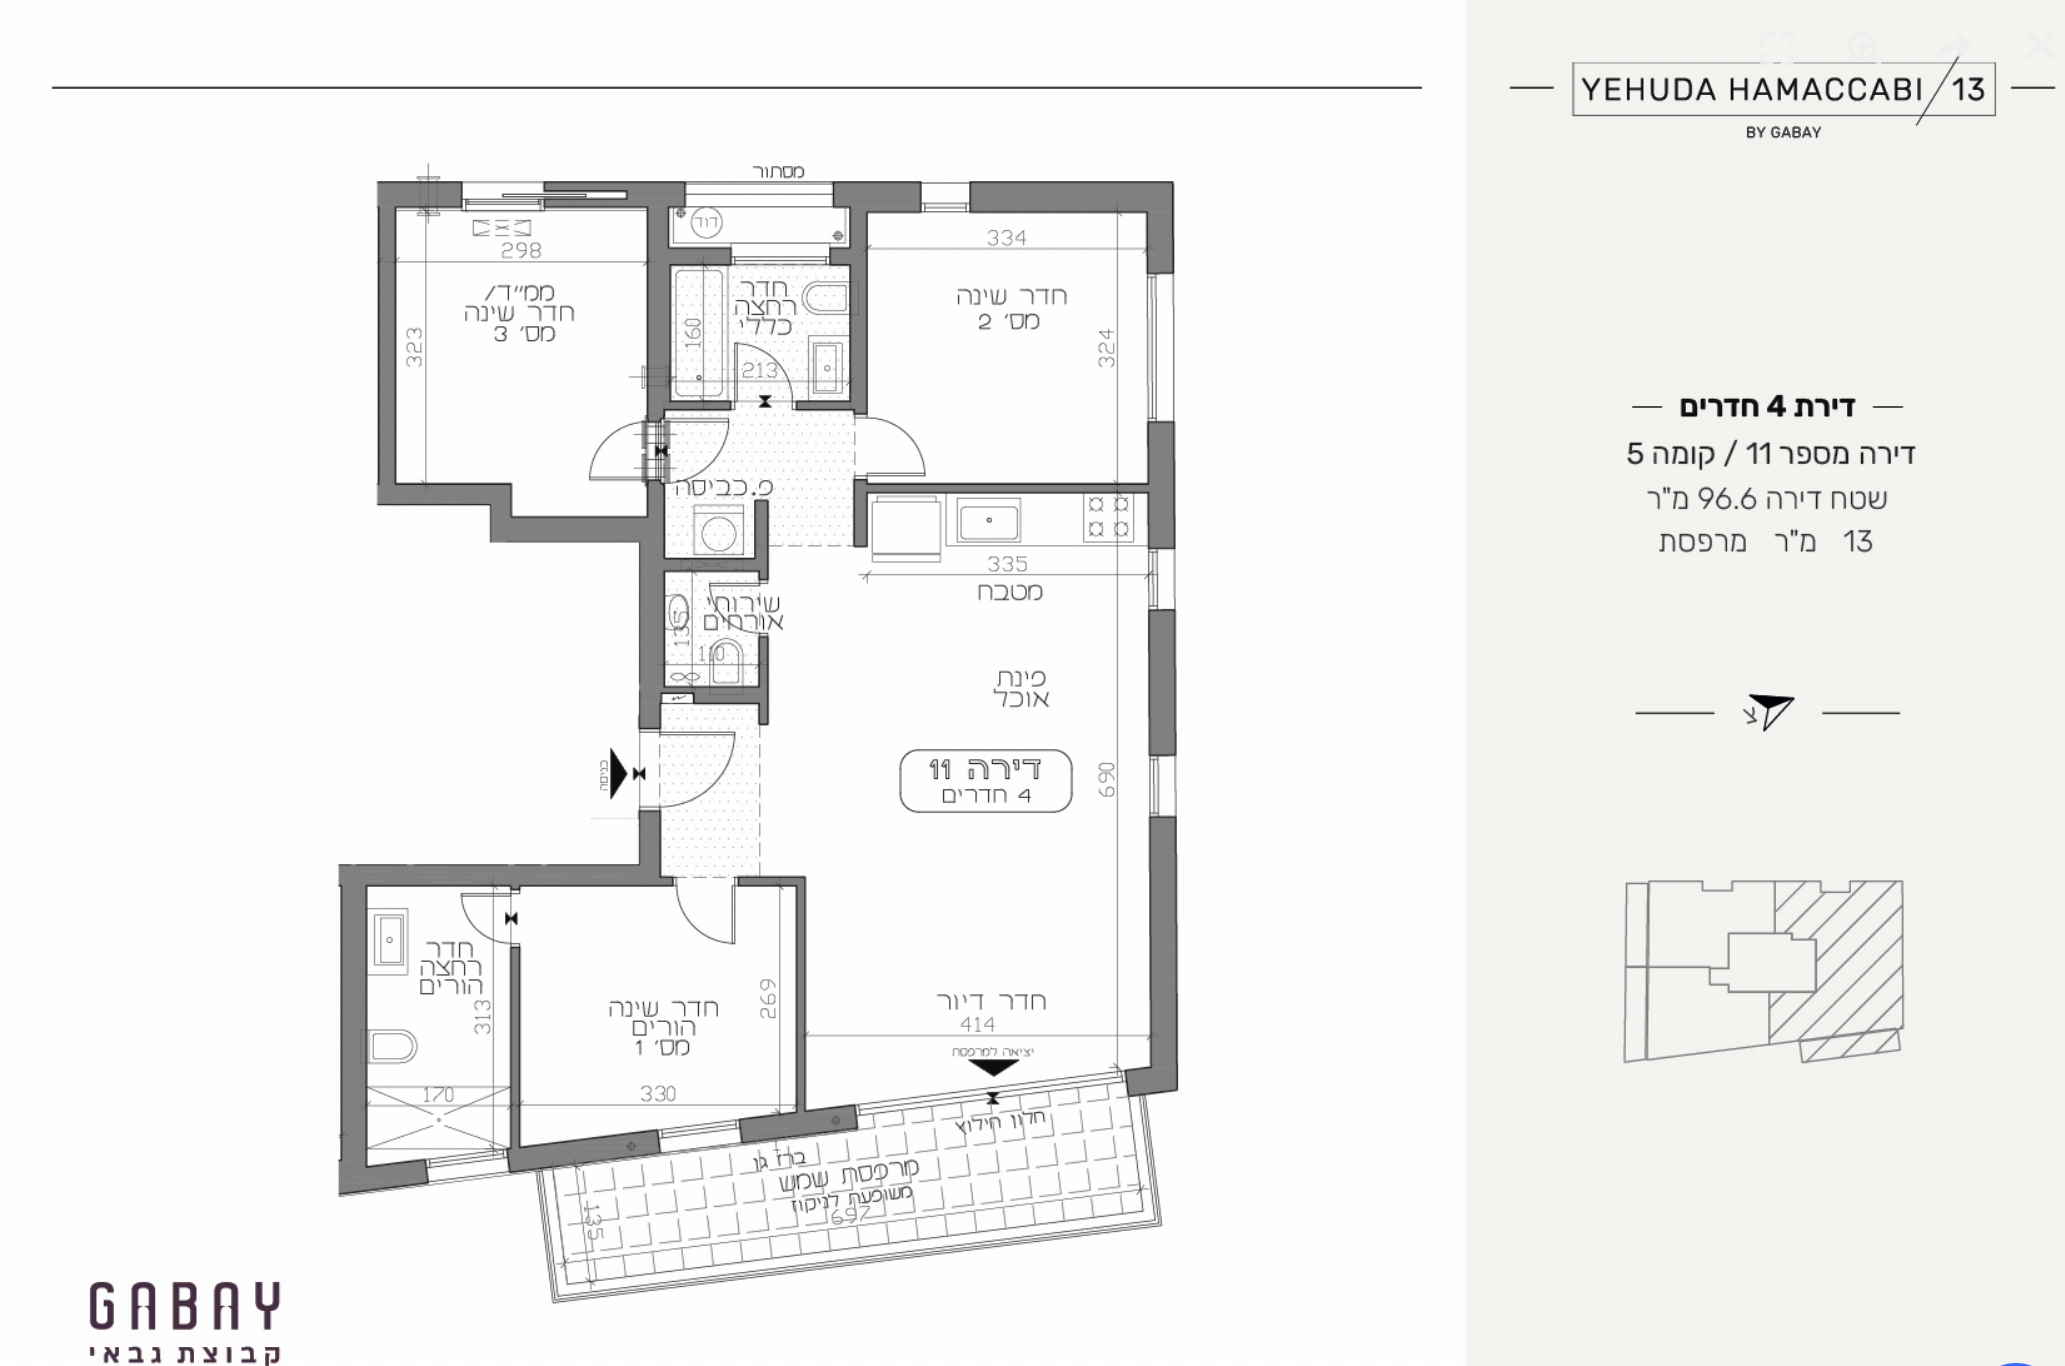 YEHUDA HAMACCABI / 13
BY GABAY
דירת 4 חדרים
דירה מספר 11 / קומה 5
שטח דירה 96.6 מ"ר
13 מ"ר מרפסת
צ
מסתור
דוד
298
ממ"ד/
חדר שינה
מס' 3
323
חדר
רחצה
כללי
160
213
334
חדר שינה
מס' 2
324
פ.כביסה
335
מטבח
שירותי
אורחים
135
110
פינת
אוכל
דירה 11
4 חדרים
690
כניסה
חדר
רחצה
הורים
313
170
חדר שינה
הורים
מס' 1
269
330
חדר דיור
414
יציאה למרפסת
חלון חילוץ
ברז גן
מרפסת שמש
משופעת לניקוז
697
135
GABAY
קבוצת גבאי